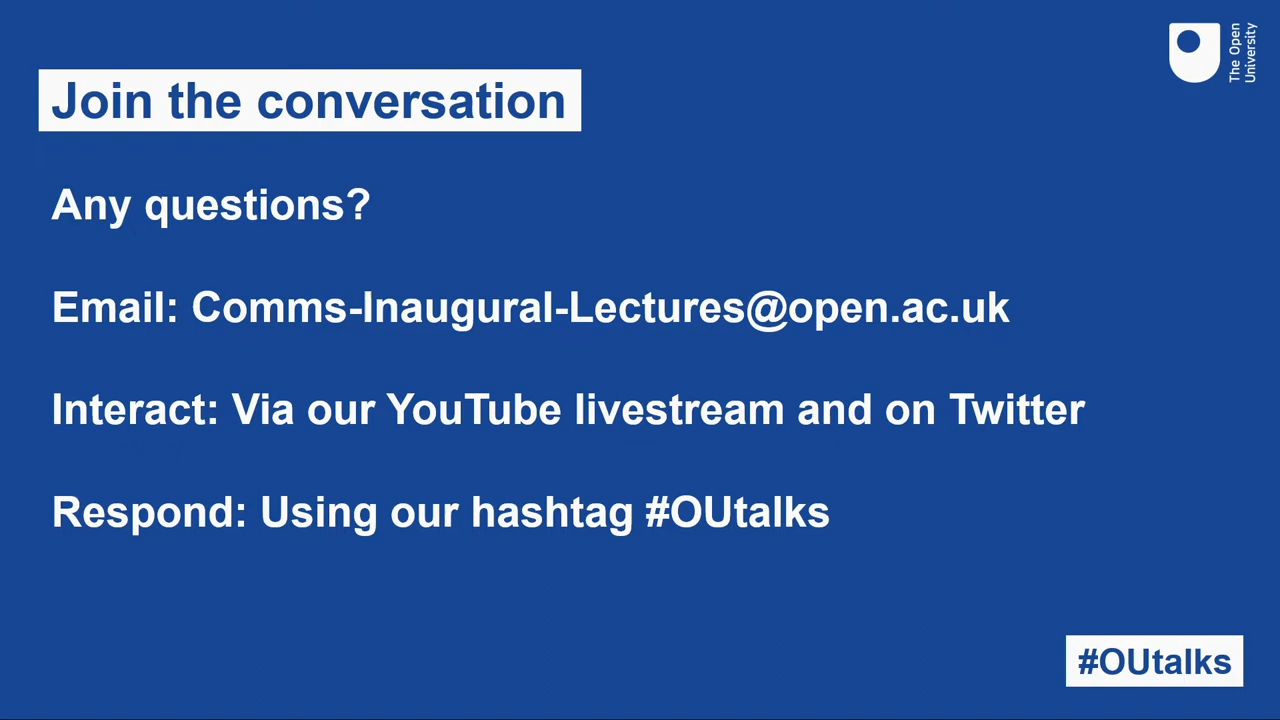 The Open
University
Join the conversation
Any questions?
Email: Comms-Inaugural-Lectures@open.ac.uk
Interact: Via our YouTube livestream and on Twitter
Respond: Using our hashtag #OUtalks
#OUtalks